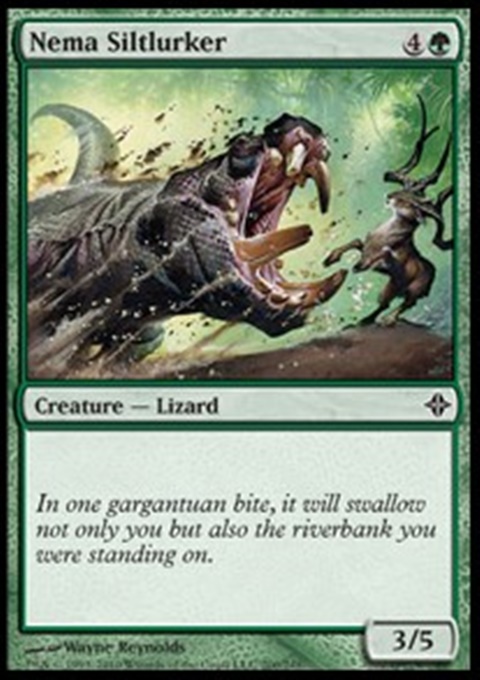 Nema Siltlurker 4
Creature — Lizard
In one gargantuan bite, it will swallow
not only you but also the riverbank you
were standing on.
Wayne Reynolds
3/5